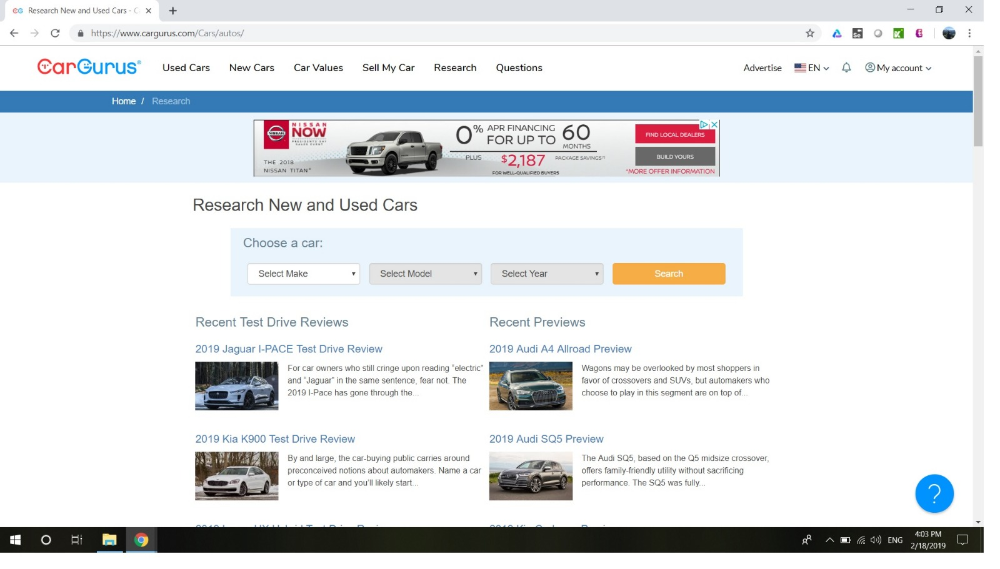 Research New and Used Cars - C
https://www.cargurus.com/Cars/autos/
CarGurus®
Used Cars
New Cars
Car Values
Sell My Car
Research
Questions
Advertise
EN
My account
Home / Research
NISSAN
NISSAN
NOW
PRESIDENTS' DAY
SALES EVENT
THE 2018
NISSAN TITAN®
0% APR FINANCING
FOR UP TO
60
MONTHS
PLUS
$2,187
PACKAGE SAVINGS
FOR WELL-QUALIFIED BUYERS
FIND LOCAL DEALERS
BUILD YOURS
*MORE OFFER INFORMATION
Research New and Used Cars
Choose a car:
Select Make
Select Model
Select Year
Search
Recent Test Drive Reviews
2019 Jaguar I-PACE Test Drive Review
For car owners who still cringe upon reading “electric”
and “Jaguar” in the same sentence, fear not. The
2019 I-Pace has gone through the...
2019 Kia K900 Test Drive Review
By and large, the car-buying public carries around
preconceived notions about automakers. Name a car
or type of car and you’ll likely start...
Recent Previews
2019 Audi A4 Allroad Preview
Wagons may be overlooked by most shoppers in
favor of crossovers and SUVs, but automakers who
choose to play in this segment are on top of...
2019 Audi SQ5 Preview
The Audi SQ5, based on the Q5 midsize crossover,
offers family-friendly utility without sacrificing
performance. The SQ5 was fully...
?
ENG
4:03 PM
2/18/2019